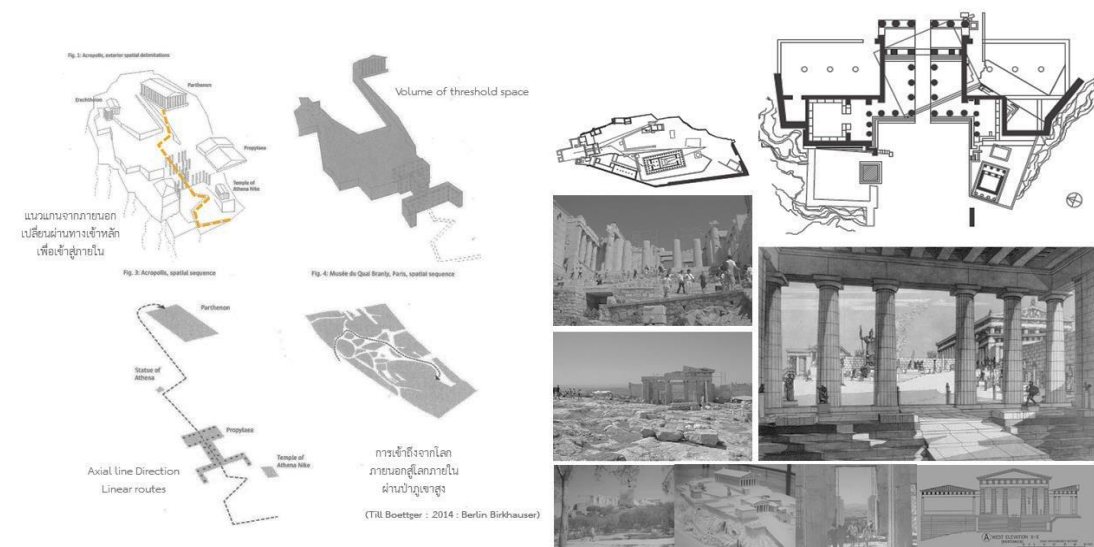 Fig. 1: Acropolis, exterior spatial delimitations
Parthenon
Erechtheion
Propylaea
Temple of
Athena Nike
แนวแกนจากภายนอก
เปลี่ยนผ่านทางเข้าหลัก
เพื่อเข้าสู่ภายใน
Volume of threshold space
Fig. 3: Acropolis, spatial sequence
Parthenon
Statue of
Athena
Propylaea
Temple of
Athena Nike
Axial line Direction
Linear routes
Fig. 4: Musée du Quai Branly, Paris, spatial sequence
การเข้าถึงจากโลก
ภายนอกสู่โลกภายใน
ผ่านป่าภูเขาสูง
(Till Boettger : 2014 : Berlin Birkhauser)
A WEST ELEVATION